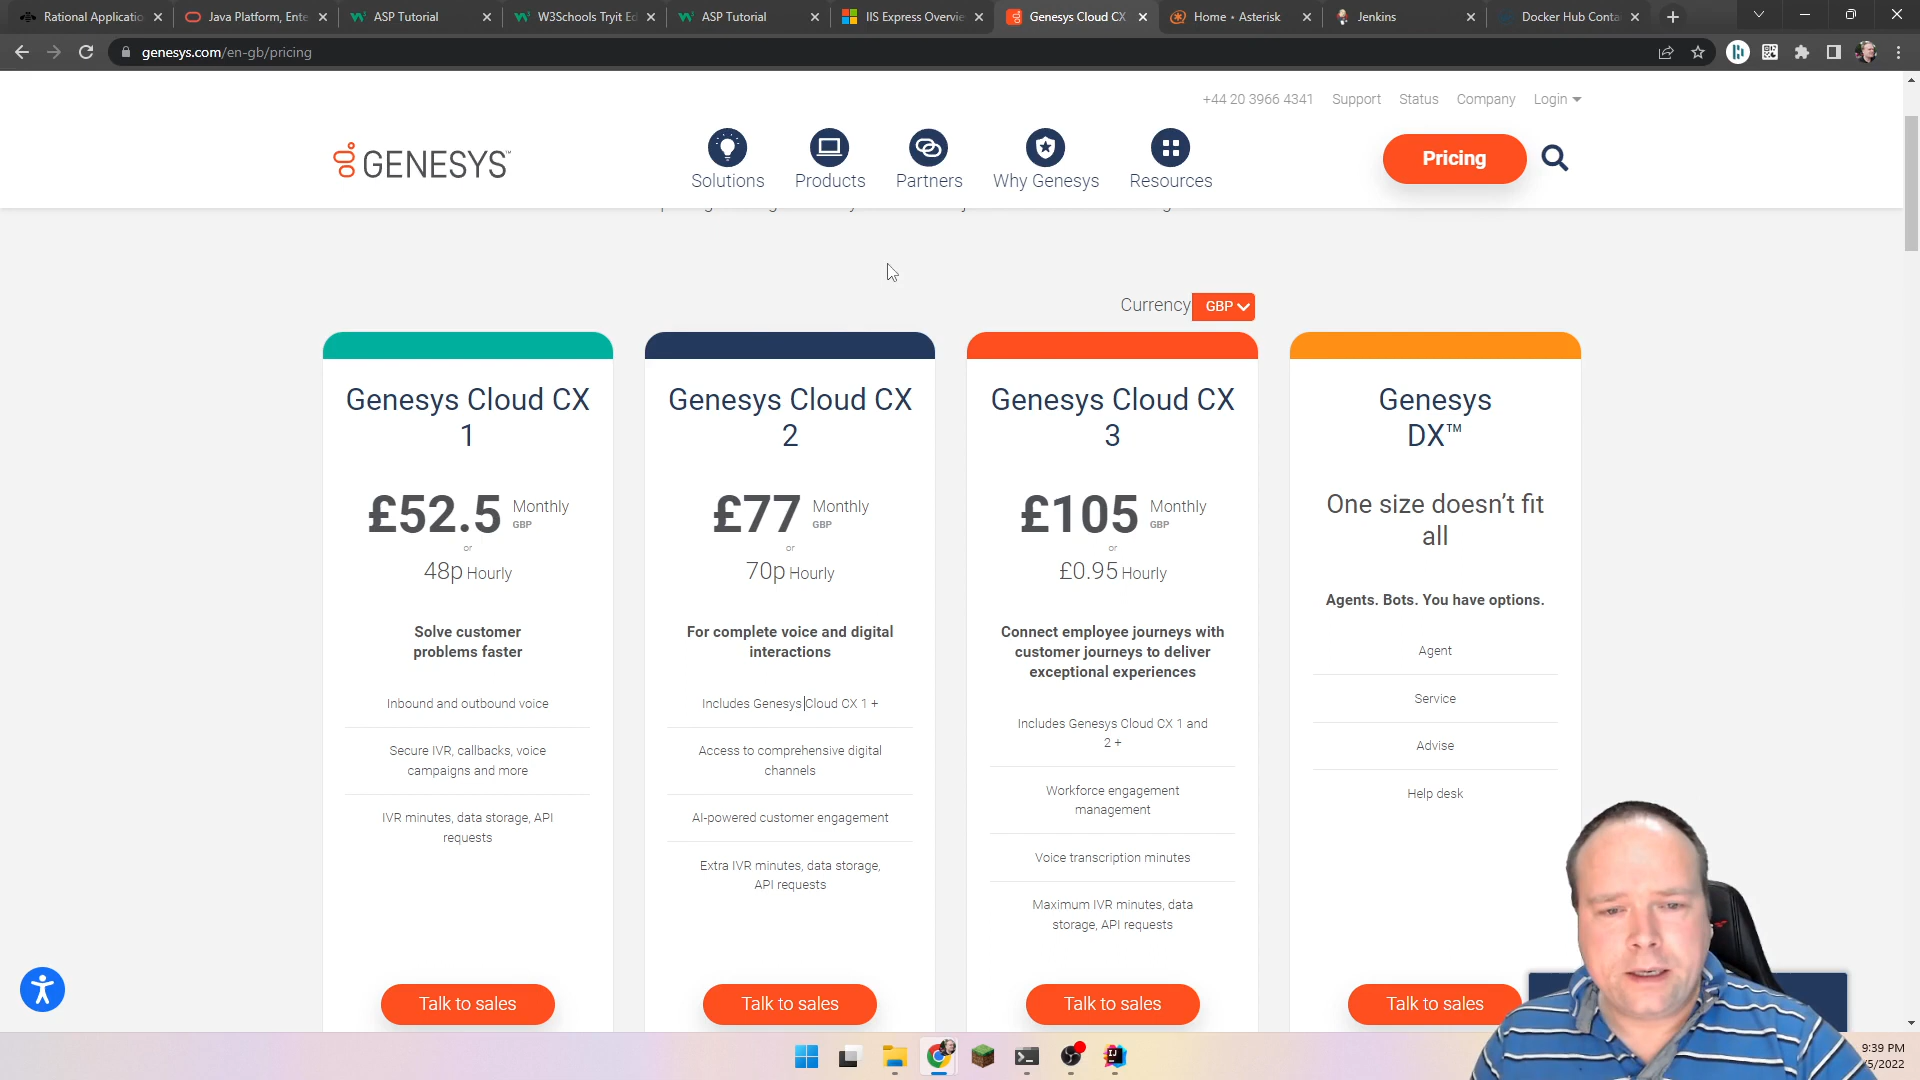 Rational Applicatio
Java Platform, Ente
ASP Tutorial
W3Schools Tryit Ed
ASP Tutorial
IIS Express Overvie
Genesys Cloud CX
Home • Asterisk
Jenkins
Docker Hub Conta
genesys.com/en-gb/pricing
+44 20 3966 4341 Support Status Company Login
GENESYS™
Solutions Products Partners Why Genesys Resources
Pricing
Currency GBP
Genesys Cloud CX
1
£52.5 Monthly
GBP
or
48p Hourly
Solve customer
problems faster
Inbound and outbound voice
Secure IVR, callbacks, voice
campaigns and more
IVR minutes, data storage, API
requests
Talk to sales
Genesys Cloud CX
2
£77 Monthly
GBP
or
70p Hourly
For complete voice and digital
interactions
Includes Genesys Cloud CX 1 +
Access to comprehensive digital
channels
AI-powered customer engagement
Extra IVR minutes, data storage,
API requests
Talk to sales
Genesys Cloud CX
3
£105 Monthly
GBP
or
£0.95 Hourly
Connect employee journeys with
customer journeys to deliver
exceptional experiences
Includes Genesys Cloud CX 1 and
2 +
Workforce engagement
management
Voice transcription minutes
Maximum IVR minutes, data
storage, API requests
Talk to sales
Genesys
DX™
One size doesn't fit
all
Agents. Bots. You have options.
Agent
Service
Advise
Help desk
Talk to sales
9:39 PM
/5/2022